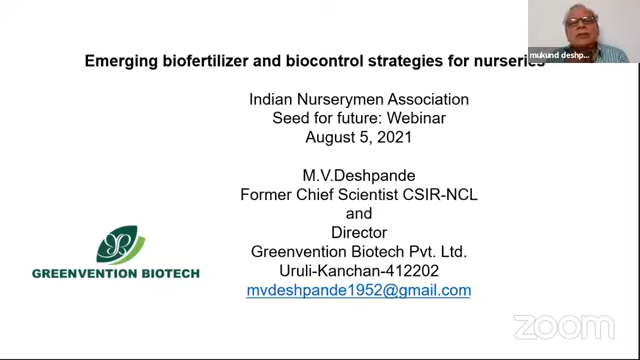 Emerging biofertilizer and biocontrol strategies for nurseries
mukund deshp...
Indian Nurserymen Association
Seed for future: Webinar
August 5, 2021
M.V.Deshpande
Former Chief Scientist CSIR-NCL
and
Director
Greenvention Biotech Pvt. Ltd.
Uruli-Kanchan-412202
mvdeshpande1952@gmail.com
GREENVENTION BIOTECH
zoom